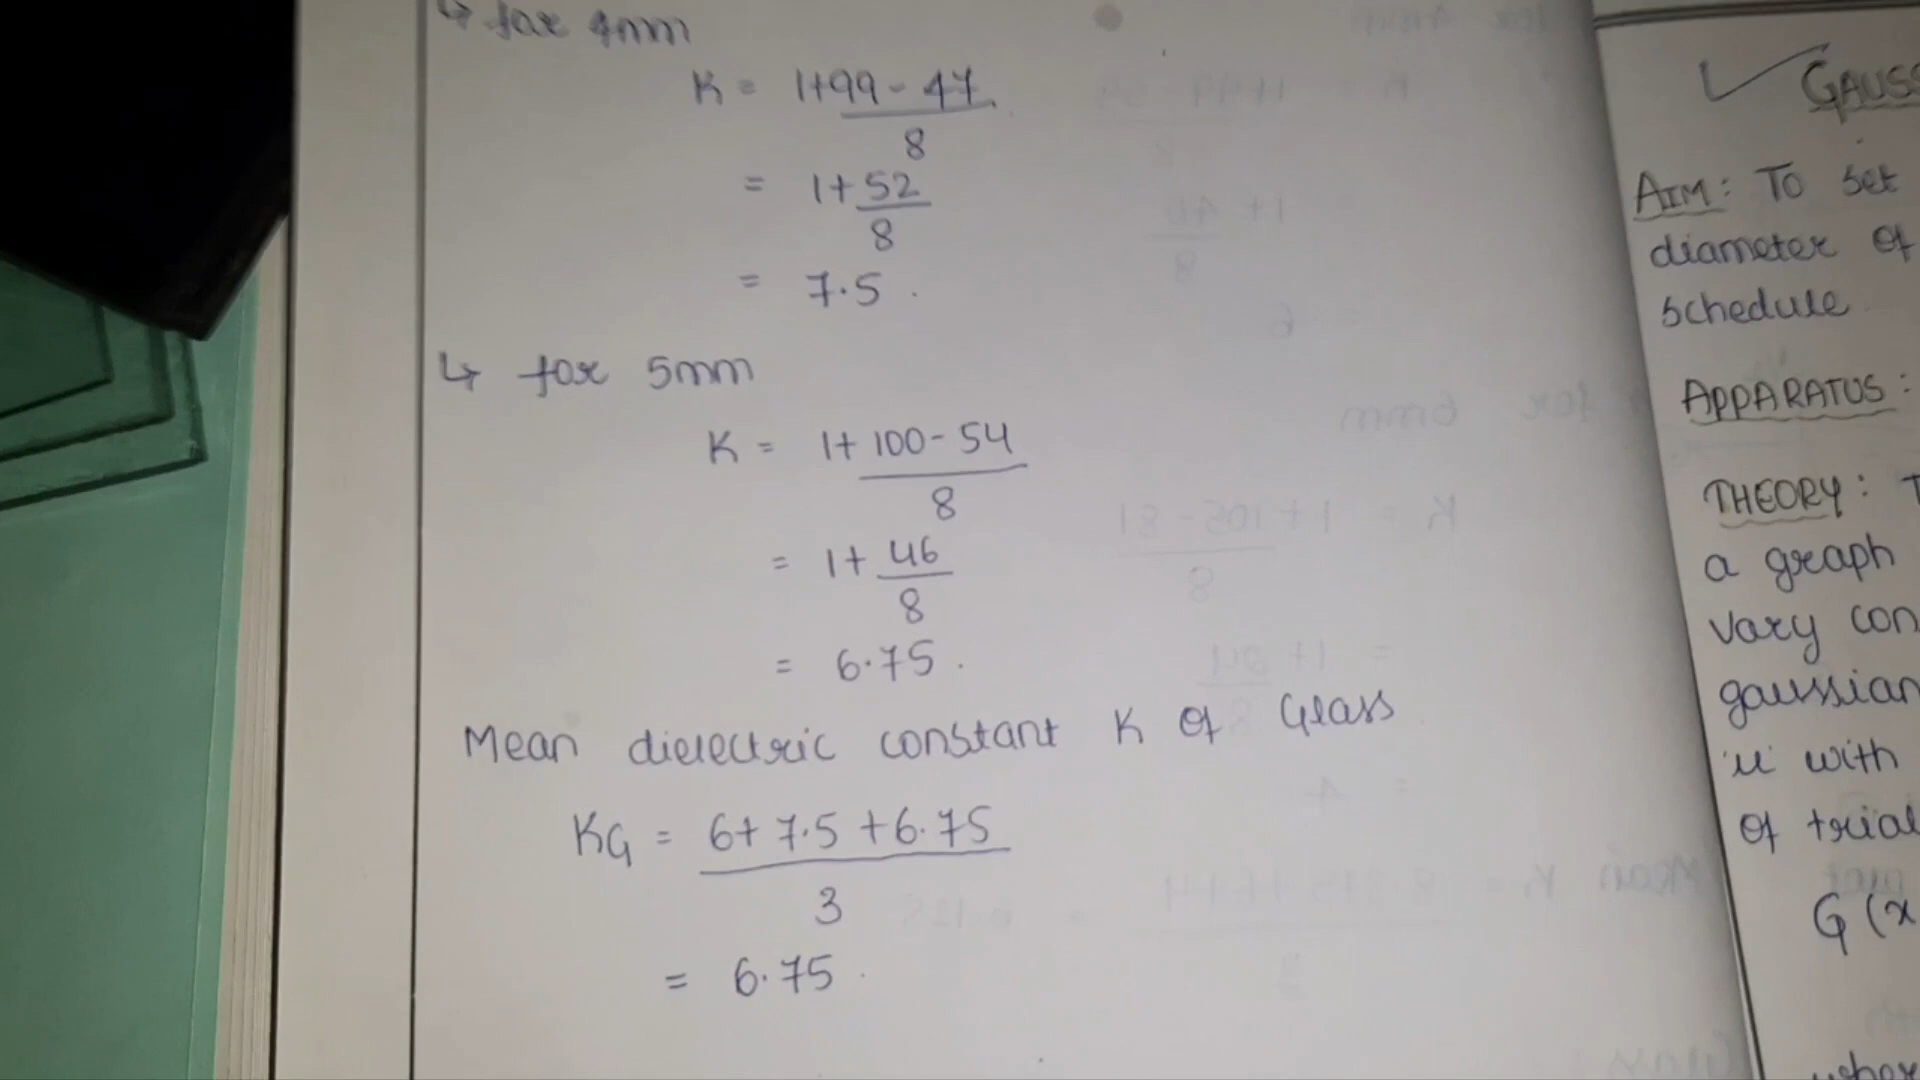 ↳ for 4mm
K = 1+99-47
8
= 1+52
8
= 7.5.
↳ for 5mm
K = 1+100-54
8
= 1+46
8
= 6.75.
Mean dielectric constant K of Glass
KG = 6+7.5+6.75
3
= 6.75.
✓ GAUSS
AIM: To set
diameter of
schedule.
APPARATUS:
THEORY: T
a graph
vary con
gaussian
with
of trial
G(x